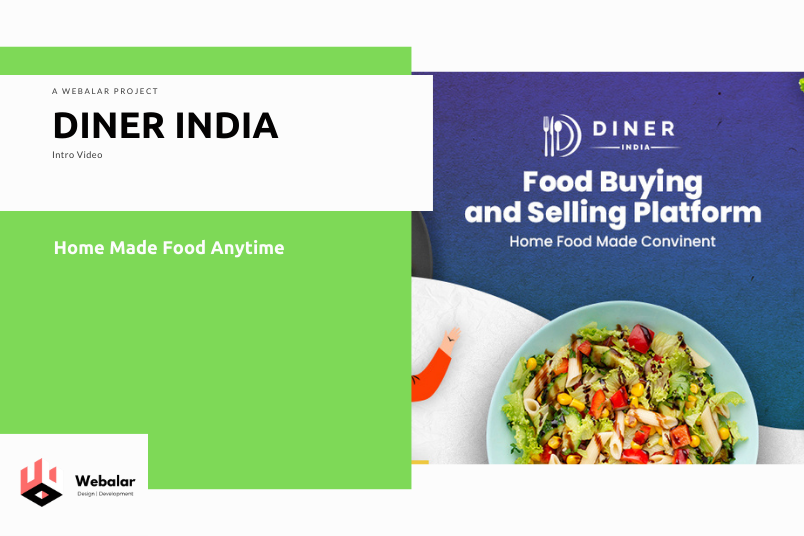 A WEBALAR PROJECT
DINER INDIA
Intro Video
Home Made Food Anytime
DINER
INDIA
Food Buying
and Selling Platform
Home Food Made Convinent
Webalar
Design | Development